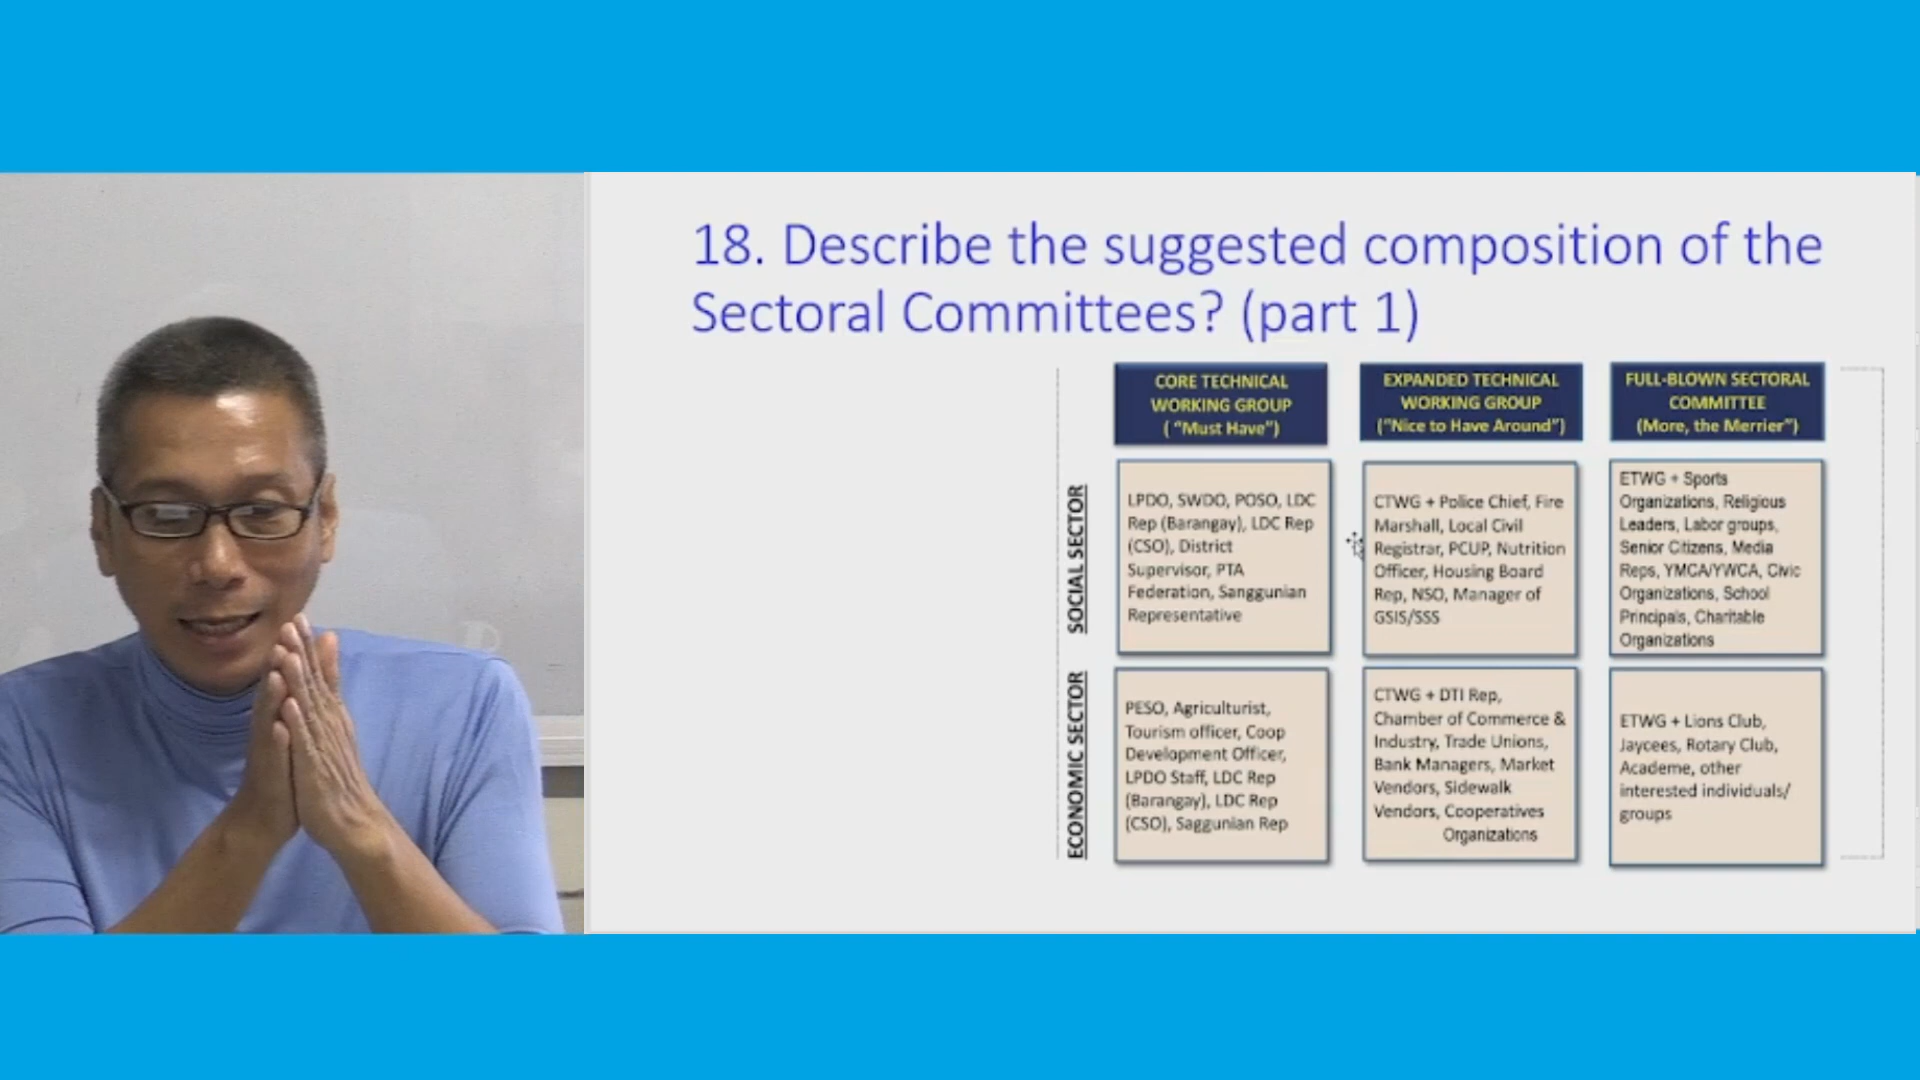 18. Describe the suggested composition of the
Sectoral Committees? (part 1)
CORE TECHNICAL
WORKING GROUP
( “Must Have”)
EXPANDED TECHNICAL
WORKING GROUP
(“Nice to Have Around”)
FULL-BLOWN SECTORAL
COMMITTEE
(More, the Merrier”)
SOCIAL SECTOR
LPDO, SWDO, POSO, LDC
Rep (Barangay), LDC Rep
(CSO), District
Supervisor, PTA
Federation, Sanggunian
Representative
CTWG + Police Chief, Fire
Marshall, Local Civil
Registrar, PCUP, Nutrition
Officer, Housing Board
Rep, NSO, Manager of
GSIS/SSS
ETWG + Sports
Organizations, Religious
Leaders, Labor groups,
Senior Citizens, Media
Reps, YMCA/YWCA, Civic
Organizations, School
Principals, Charitable
Organizations
ECONOMIC SECTOR
PESO, Agriculturist,
Tourism officer, Coop
Development Officer,
LPDO Staff, LDC Rep
(Barangay), LDC Rep
(CSO), Saggunian Rep
CTWG + DTI Rep,
Chamber of Commerce &
Industry, Trade Unions,
Bank Managers, Market
Vendors, Sidewalk
Vendors, Cooperatives
Organizations
ETWG + Lions Club,
Jaycees, Rotary Club,
Academe, other
interested individuals/
groups